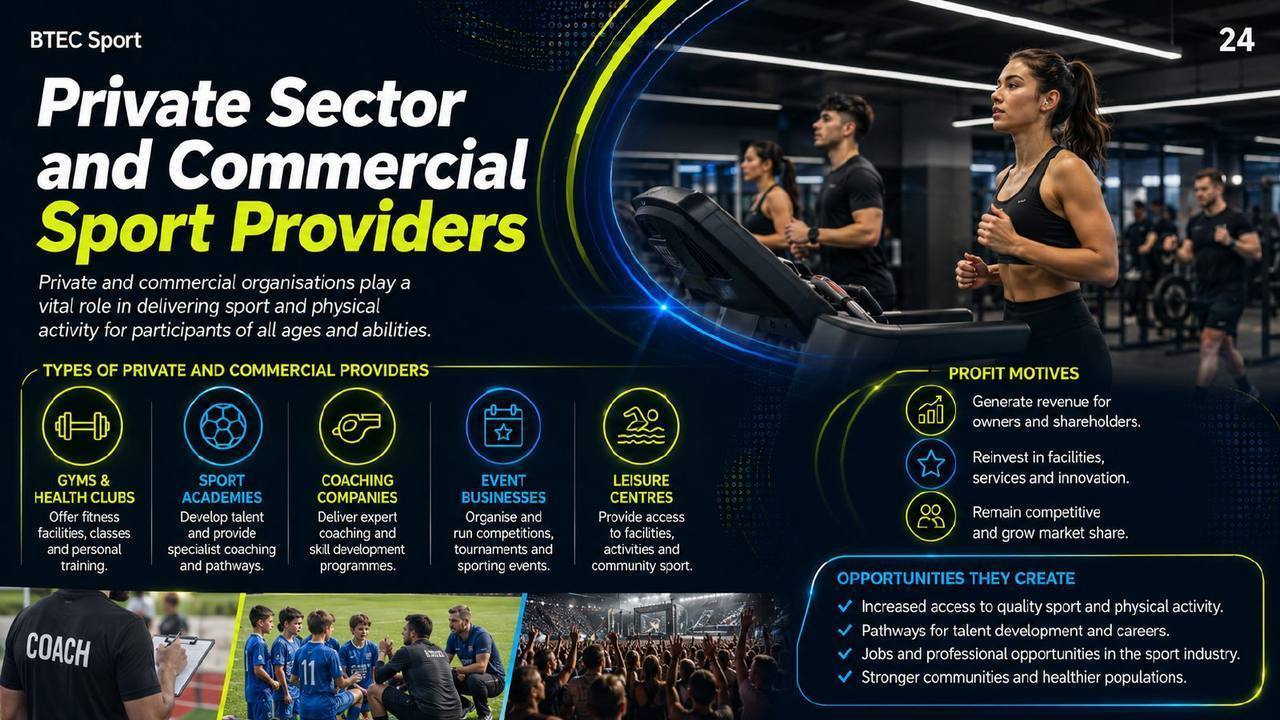 BTEC Sport
24
Private Sector
and Commercial
Sport Providers
Private and commercial organisations play a
vital role in delivering sport and physical
activity for participants of all ages and abilities.
TYPES OF PRIVATE AND COMMERCIAL PROVIDERS
GYMS &
HEALTH CLUBS
Offer fitness
facilities, classes
and personal
training.
SPORT
ACADEMIES
Develop talent
and provide
specialist coaching
and pathways.
COACHING
COMPANIES
Deliver expert
coaching and
skill development
programmes.
EVENT
BUSINESSES
Organise and
run competitions,
tournaments and
sporting events.
LEISURE
CENTRES
Provide access
to facilities,
activities and
community sport.
PROFIT MOTIVES
Generate revenue for
owners and shareholders.
Reinvest in facilities,
services and innovation.
Remain competitive
and grow market share.
OPPORTUNITIES THEY CREATE
Increased access to quality sport and physical activity.
Pathways for talent development and careers.
Jobs and professional opportunities in the sport industry.
Stronger communities and healthier populations.
COACH
11